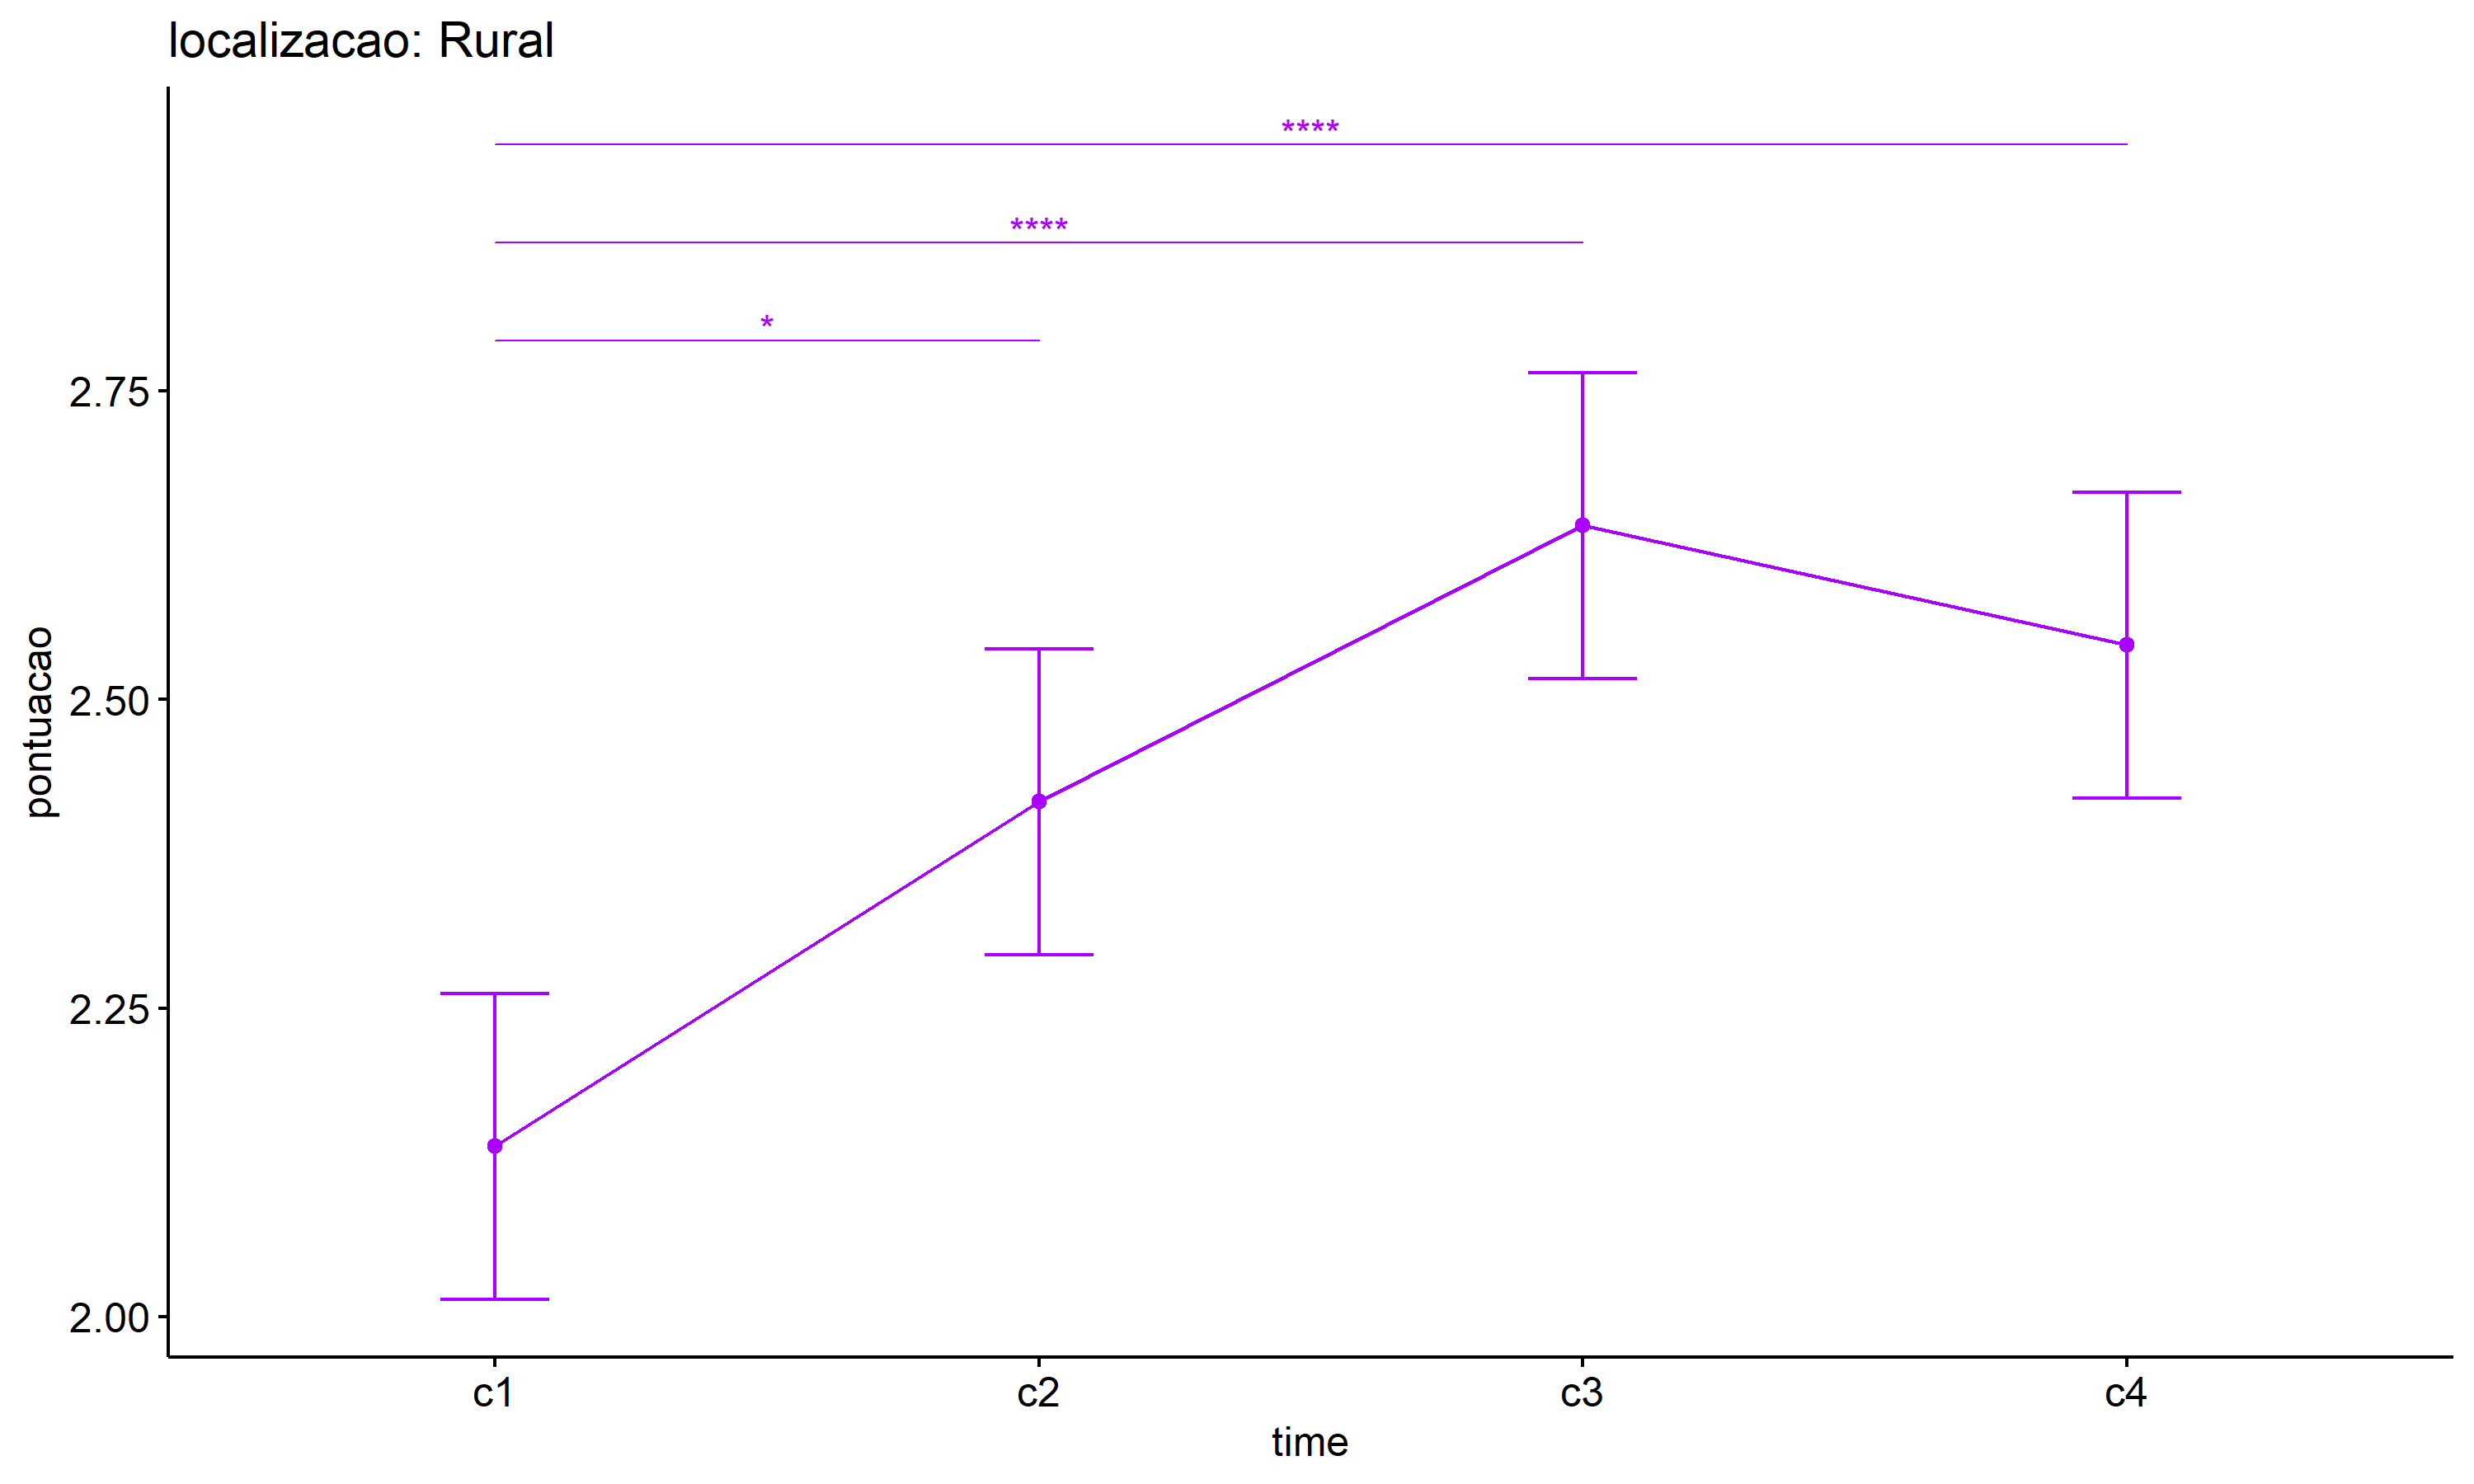 localizacao: Rural
****
****
*
2.75
2.50
2.25
2.00
pontuacao
c1 c2 c3 c4
time